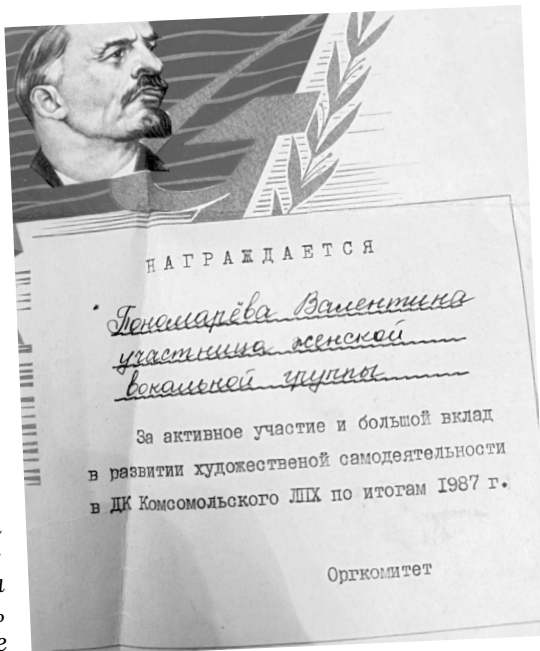 НАГРАЖДАЕТСЯ
Пономарёва Валентина
участница женской
вокальной группы
За активное участие и большой вклад
в развитии художественой самодеятельности
в ДК Комсомольского ЛПХ по итогам 1987 г.
Оргкомитет